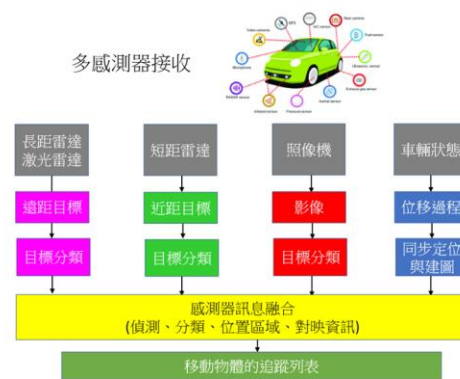 多感測器接收
長距雷達
激光雷達
短距雷達
照像機
車輛狀態
遠距目標
近距目標
影像
位移過程
目標分類
目標分類
目標分類
同步定位
與建圖
感測器訊息融合
(偵測、分類、位置區域、對映資訊)
移動物體的追蹤列表